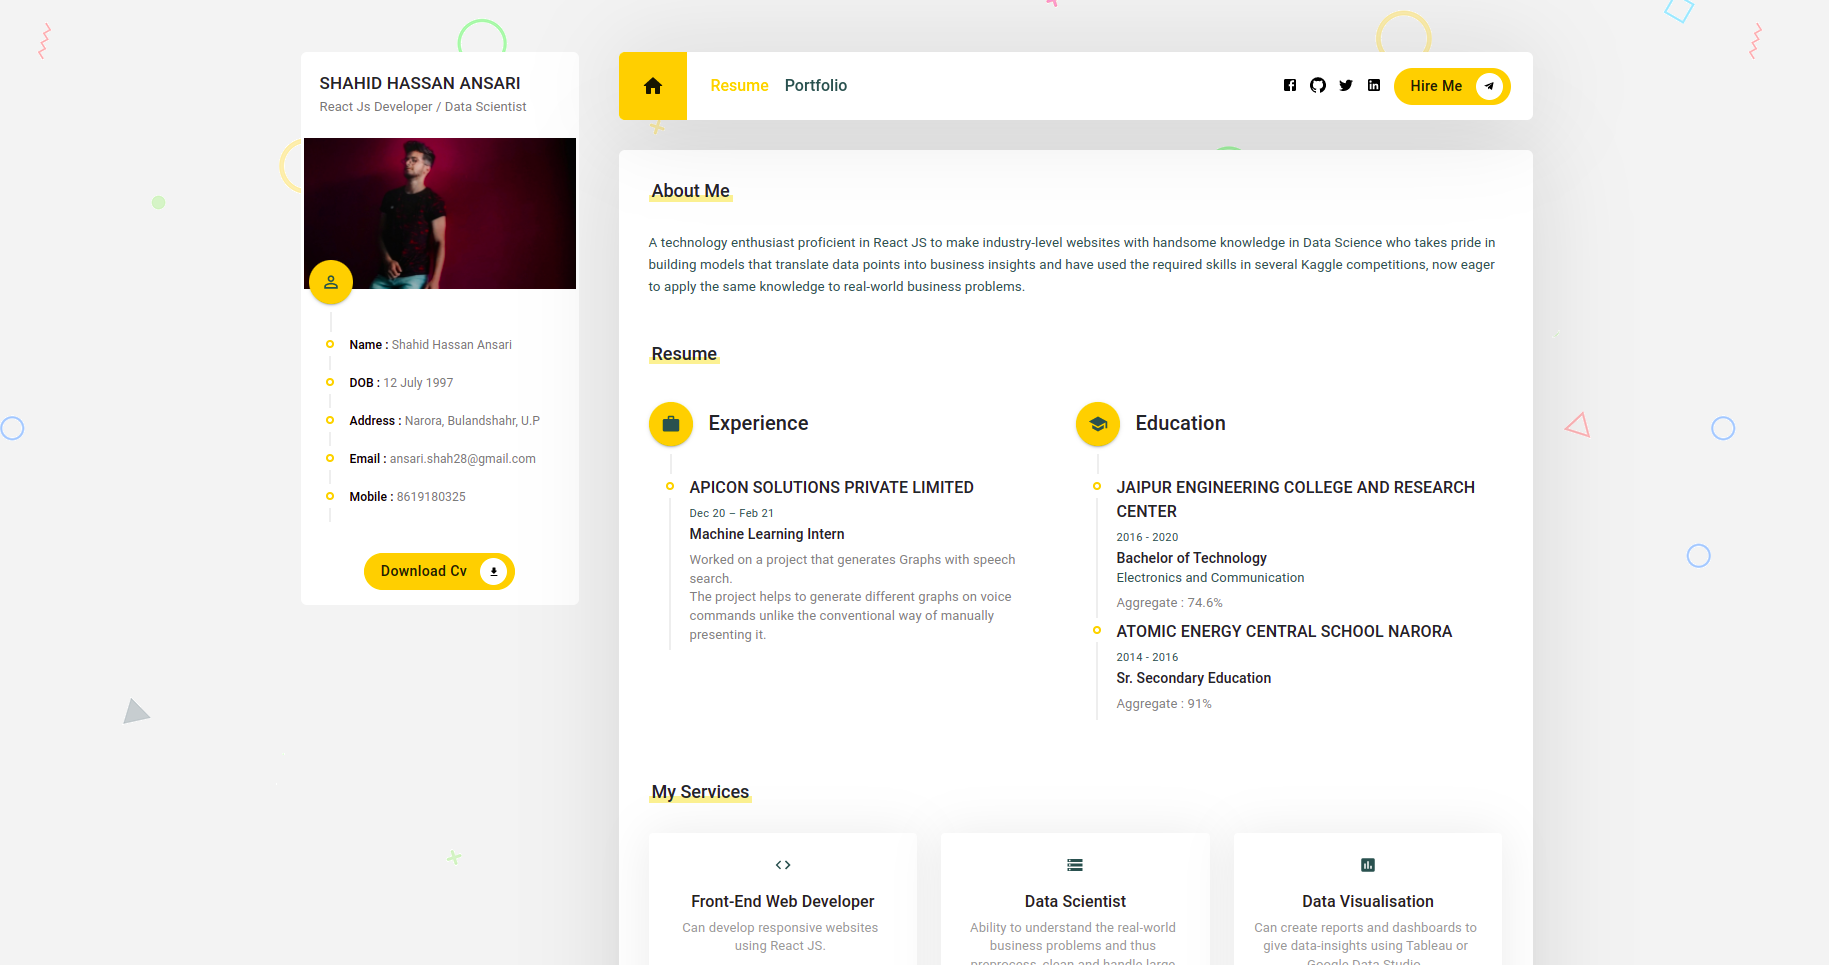 SHAHID HASSAN ANSARI
React Js Developer / Data Scientist
Name : Shahid Hassan Ansari
DOB : 12 July 1997
Address : Narora, Bulandshahr, U.P
Email : ansari.shah28@gmail.com
Mobile : 8619180325
Download Cv
Resume Portfolio
Hire Me
About Me
A technology enthusiast proficient in React JS to make industry-level websites with handsome knowledge in Data Science who takes pride in
building models that translate data points into business insights and have used the required skills in several Kaggle competitions, now eager
to apply the same knowledge to real-world business problems.
Resume
Experience
APICON SOLUTIONS PRIVATE LIMITED
Dec 20 – Feb 21
Machine Learning Intern
Worked on a project that generates Graphs with speech
search.
The project helps to generate different graphs on voice
commands unlike the conventional way of manually
presenting it.
Education
JAIPUR ENGINEERING COLLEGE AND RESEARCH
CENTER
2016 - 2020
Bachelor of Technology
Electronics and Communication
Aggregate : 74.6%
ATOMIC ENERGY CENTRAL SCHOOL NARORA
2014 - 2016
Sr. Secondary Education
Aggregate : 91%
My Services
Front-End Web Developer
Can develop responsive websites
using React JS.
Data Scientist
Ability to understand the real-world
business problems and thus
preprocess, clean and handle large
Data Visualisation
Can create reports and dashboards to
give data-insights using Tableau or
Google Data Studio.